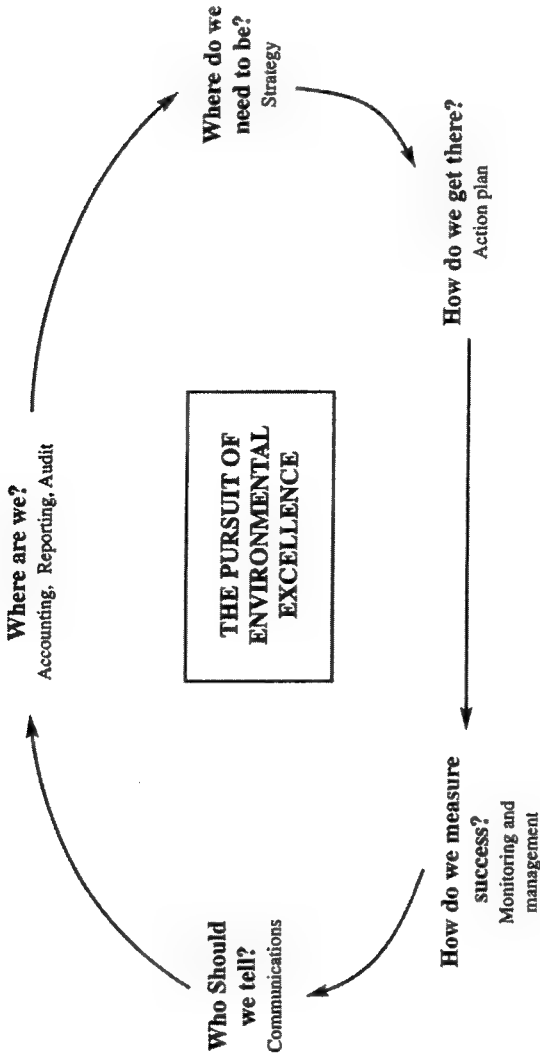 Where are we?
Accounting, Reporting, Audit
Where do we
need to be?
Strategy
How do we get there?
Action plan
How do we measure
success?
Monitoring and
management
Who Should
we tell?
Communications
THE PURSUIT OF
ENVIRONMENTAL
EXCELLENCE